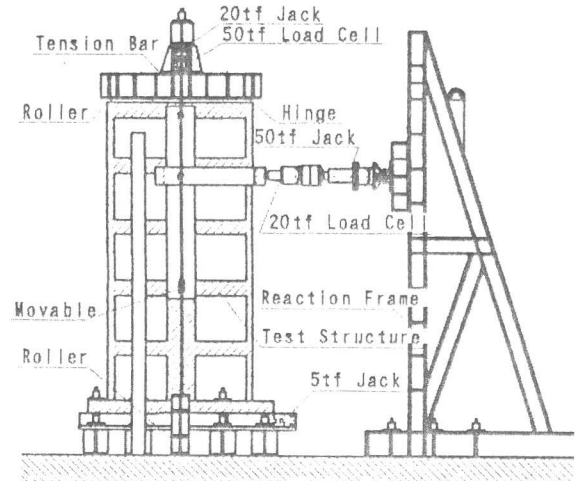 20tf Jack
50tf Load Cell
Tension Bar
Roller
Hinge
50tf Jack
20tf Load Cell
Movable
Reaction Frame
Test Structure
Roller
5tf Jack